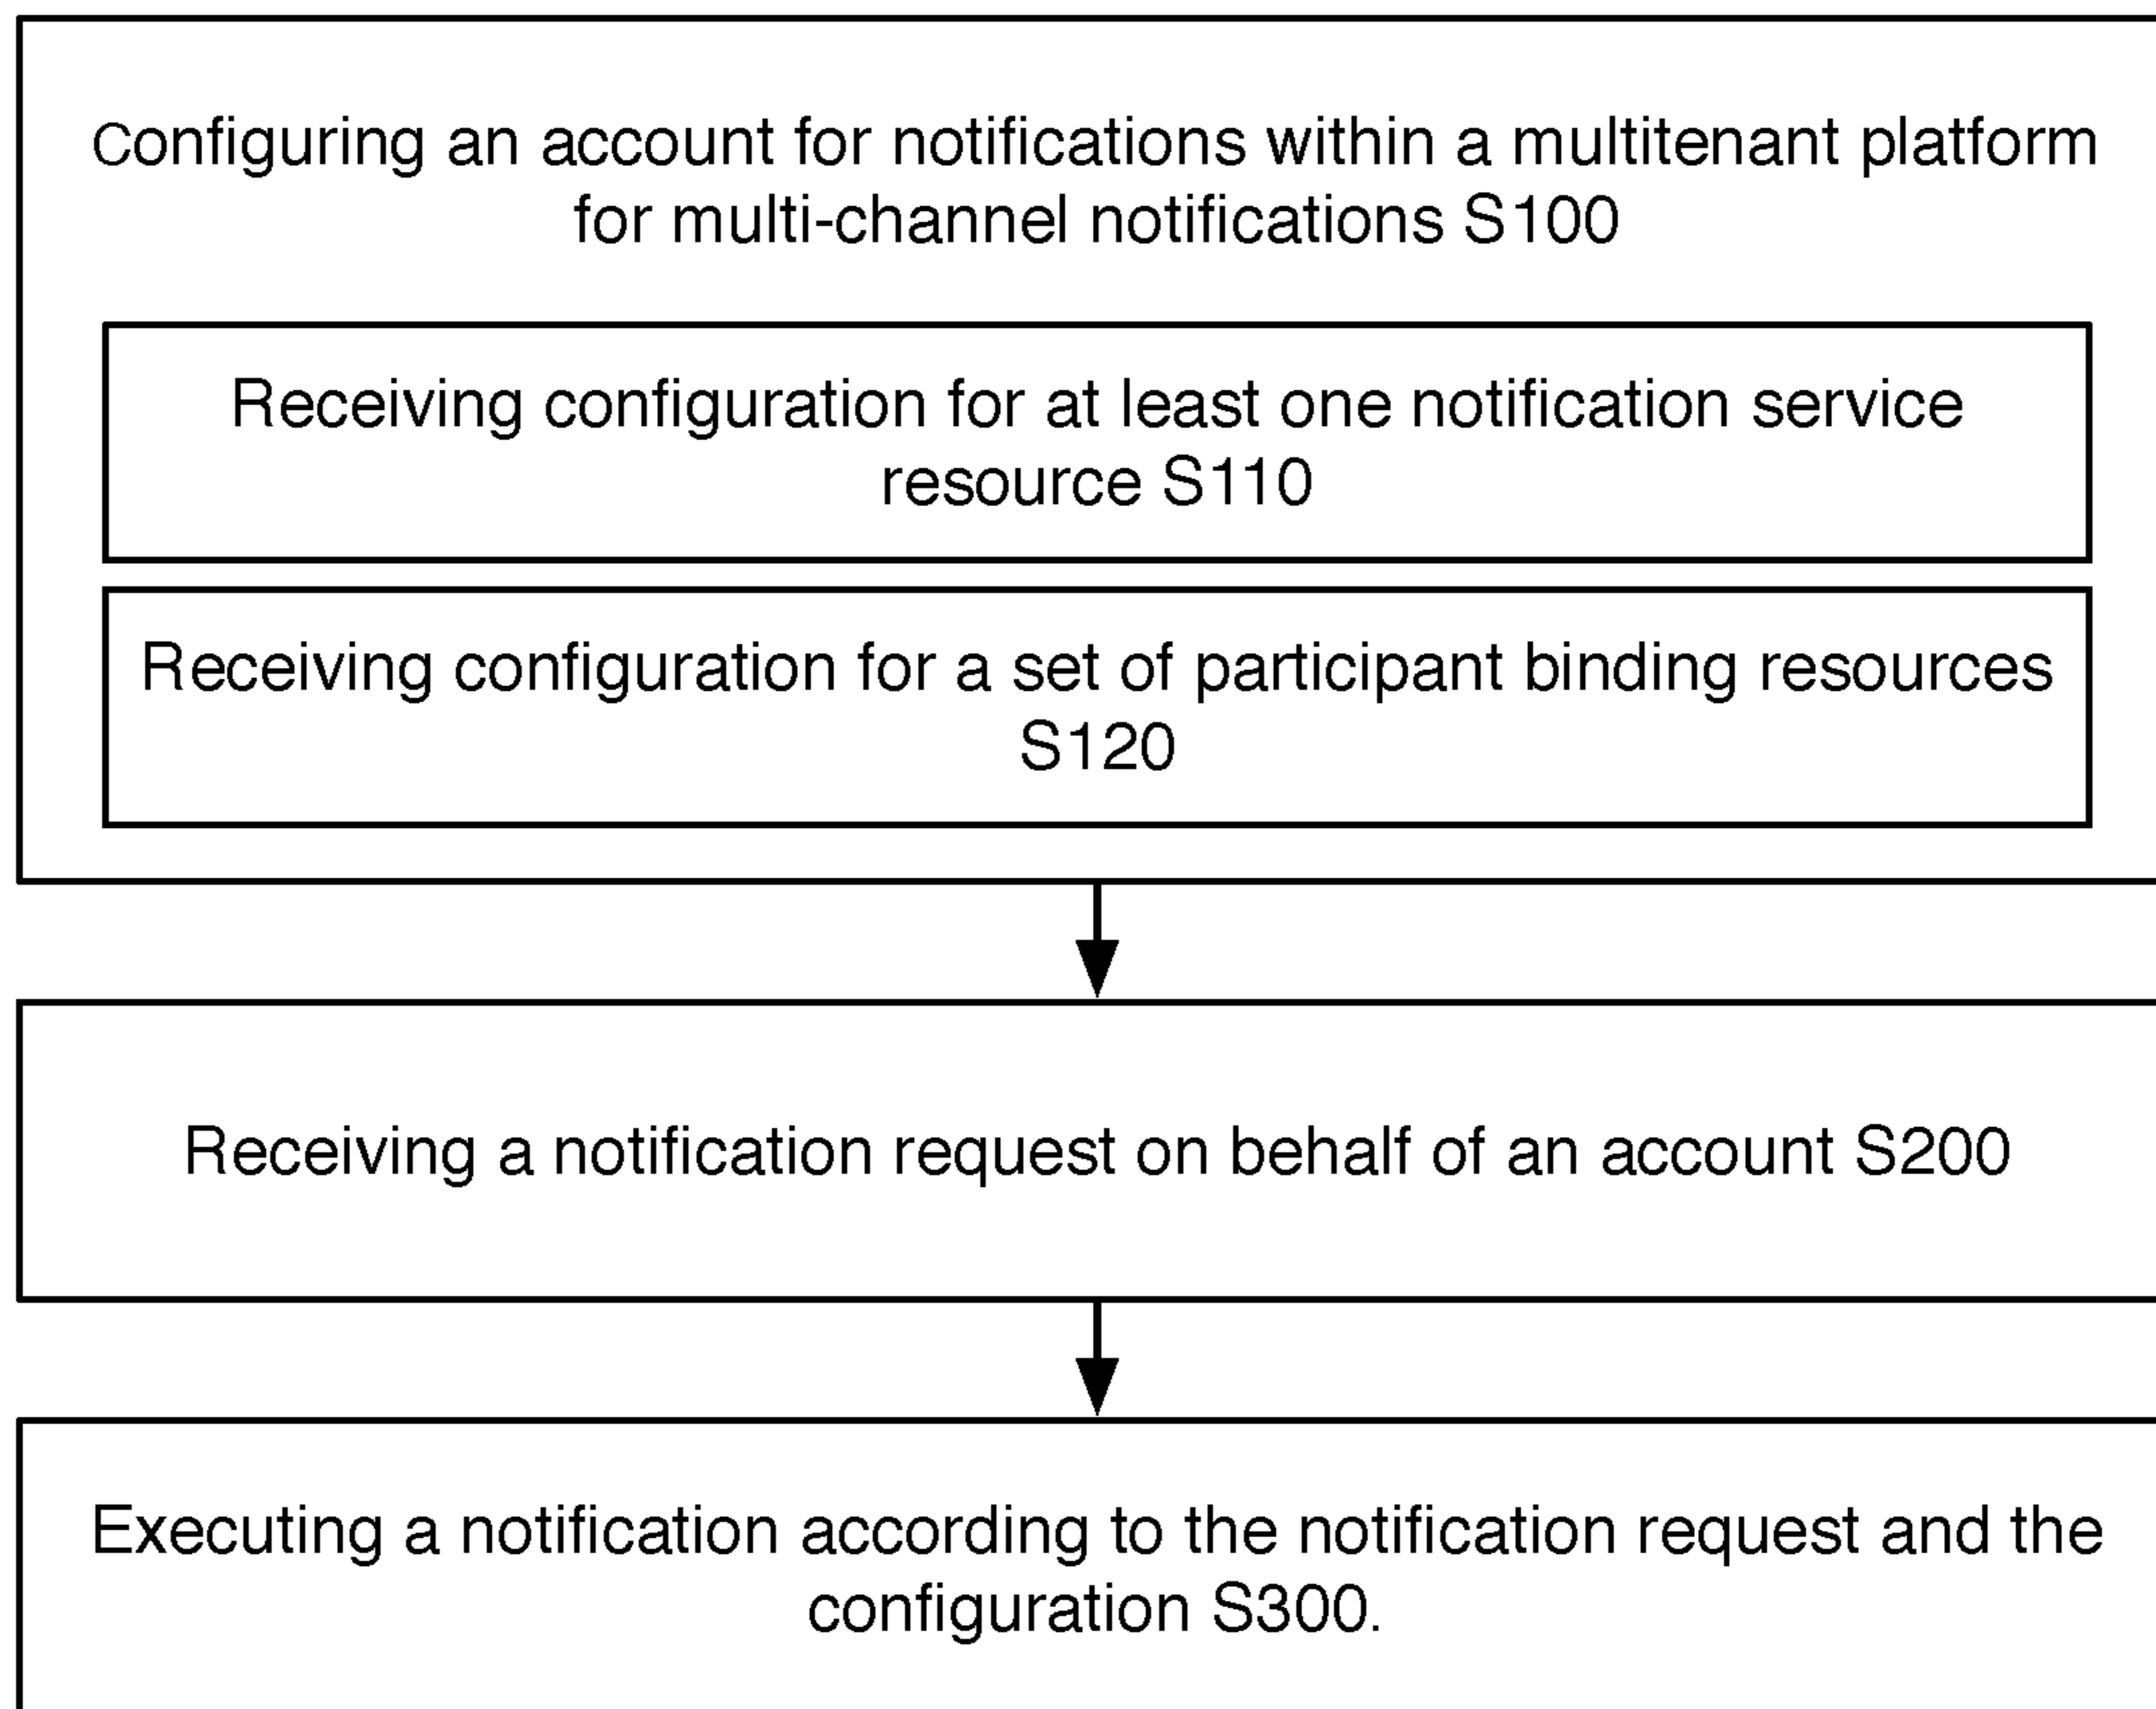 Configuring an account for notifications within a multitenant platform
for multi-channel notifications S100
Receiving configuration for at least one notification service
resource S110
Receiving configuration for a set of participant binding resources
S120
Receiving a notification request on behalf of an account S200
Executing a notification according to the notification request and the
configuration S300.